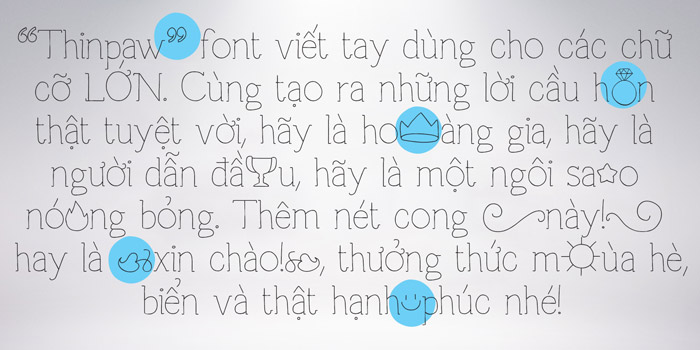 “Thinpaw” font viết tay dùng cho các chữ
cỡ LỚN. Cùng tạo ra những lời cầu hôn
thật tuyệt vời, hãy là hoàng gia, hãy là
người dẫn đầu, hãy là một ngôi sao
nóng bỏng. Thêm nét cong này!
hay là xin chào!, thưởng thức mùa hè,
biển và thật hạnh phúc nhé!